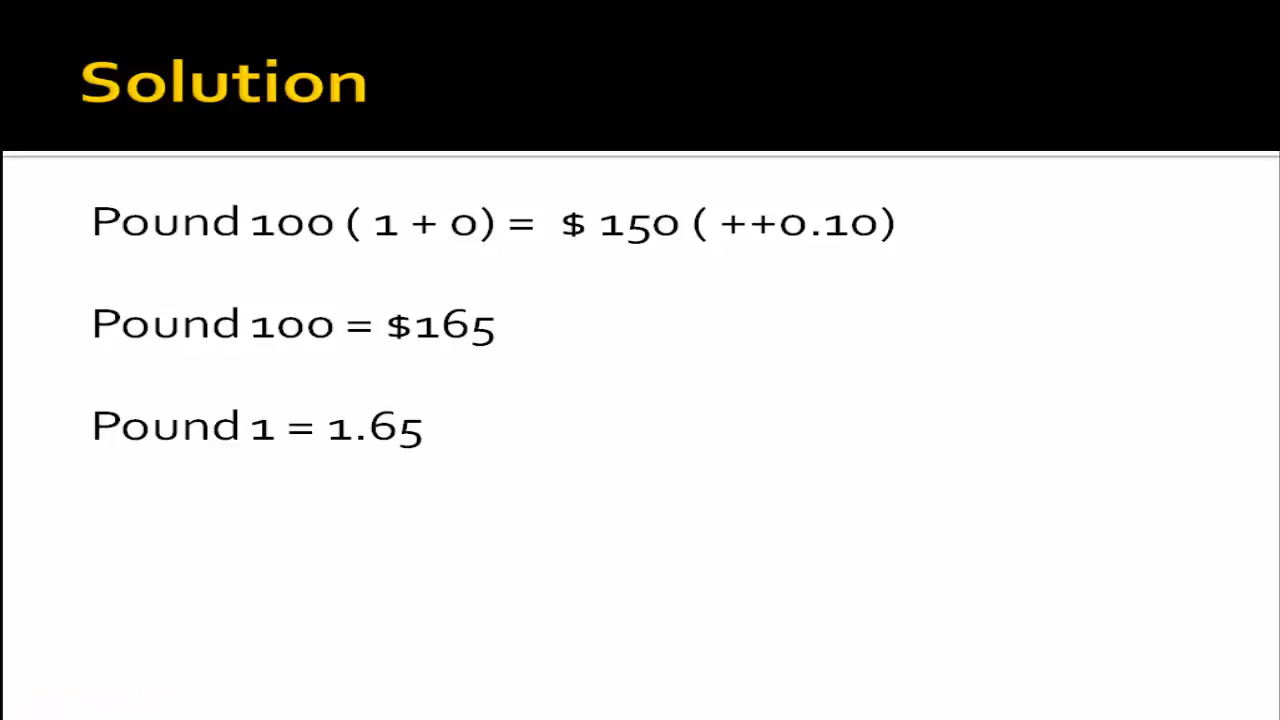 Solution
Pound 100 ( 1 + 0) = $ 150 ( ++0.10)
Pound 100 = $165
Pound 1 = 1.65